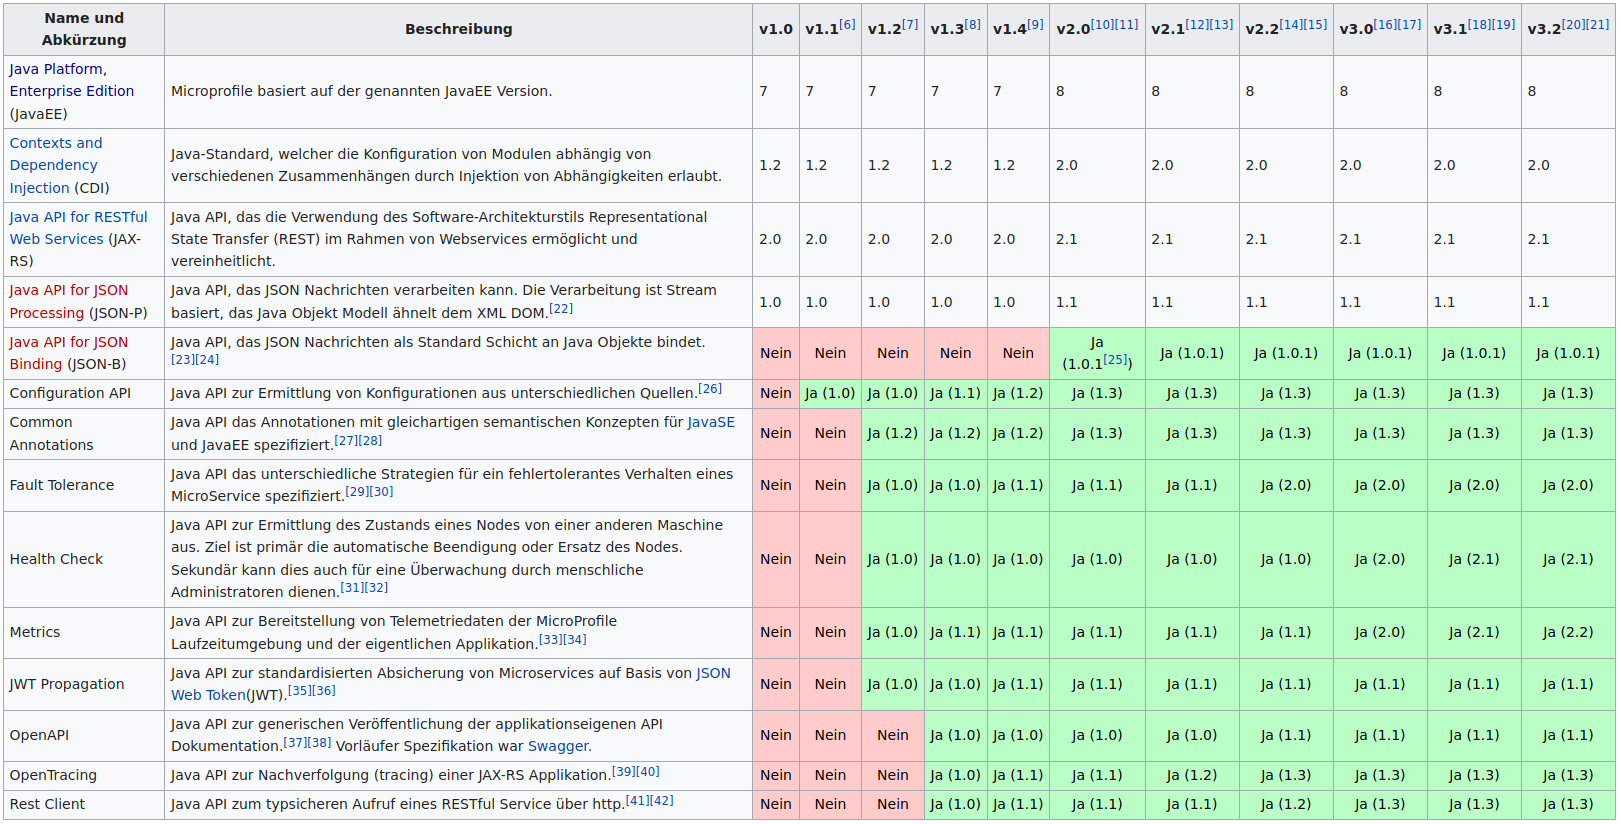 Name und Abkürzung Beschreibung v1.0 v1.1[6] v1.2[7] v1.3[8] v1.4[9] v2.0[10][11] v2.1[12][13] v2.2[14][15] v3.0[16][17] v3.1[18][19] v3.2[20][21]
Java Platform,
Enterprise Edition
(JavaEE)
Microprofile basiert auf der genannten JavaEE Version.
7 7 7 7 7 8 8 8 8 8 8
Contexts and
Dependency
Injection (CDI)
Java-Standard, welcher die Konfiguration von Modulen abhängig von
verschiedenen Zusammenhängen durch Injektion von Abhängigkeiten erlaubt.
1.2 1.2 1.2 1.2 1.2 2.0 2.0 2.0 2.0 2.0 2.0
Java API for RESTful
Web Services (JAX-
RS)
Java API, das die Verwendung des Software-Architekturstils Representational
State Transfer (REST) im Rahmen von Webservices ermöglicht und
vereinheitlicht.
2.0 2.0 2.0 2.0 2.0 2.1 2.1 2.1 2.1 2.1 2.1
Java API for JSON
Processing (JSON-P)
Java API, das JSON Nachrichten verarbeiten kann. Die Verarbeitung ist Stream
basiert, das Java Objekt Modell ähnelt dem XML DOM.[22]
1.0 1.0 1.0 1.0 1.0 1.1 1.1 1.1 1.1 1.1 1.1
Java API for JSON
Binding (JSON-B)
Java API, das JSON Nachrichten als Standard Schicht an Java Objekte bindet.
[23][24]
Nein Nein Nein Nein Nein Ja (1.0.1[25]) Ja (1.0.1) Ja (1.0.1) Ja (1.0.1) Ja (1.0.1) Ja (1.0.1)
Configuration API
Java API zur Ermittlung von Konfigurationen aus unterschiedlichen Quellen.[26]
Nein Ja (1.0) Ja (1.0) Ja (1.1) Ja (1.2) Ja (1.3) Ja (1.3) Ja (1.3) Ja (1.3) Ja (1.3) Ja (1.3)
Common
Annotations
Java API das Annotationen mit gleichartigen semantischen Konzepten für JavaSE
und JavaEE spezifiziert.[27][28]
Nein Nein Ja (1.2) Ja (1.2) Ja (1.2) Ja (1.3) Ja (1.3) Ja (1.3) Ja (1.3) Ja (1.3) Ja (1.3)
Fault Tolerance
Java API das unterschiedliche Strategien für ein fehlertolerantes Verhalten eines
MicroService spezifiziert.[29][30]
Nein Nein Ja (1.0) Ja (1.0) Ja (1.1) Ja (1.1) Ja (1.1) Ja (2.0) Ja (2.0) Ja (2.0) Ja (2.0)
Health Check
Java API zur Ermittlung des Zustands eines Nodes von einer anderen Maschine
aus. Ziel ist primär die automatische Beendigung oder Ersatz des Nodes.
Sekundär kann dies auch für eine Überwachung durch menschliche
Administratoren dienen.[31][32]
Nein Nein Ja (1.0) Ja (1.0) Ja (1.0) Ja (1.0) Ja (1.0) Ja (1.0) Ja (2.0) Ja (2.1) Ja (2.1)
Metrics
Java API zur Bereitstellung von Telemetriedaten der MicroProfile
Laufzeitumgebung und der eigentlichen Applikation.[33][34]
Nein Nein Ja (1.0) Ja (1.1) Ja (1.1) Ja (1.1) Ja (1.1) Ja (1.1) Ja (2.0) Ja (2.1) Ja (2.2)
JWT Propagation
Java API zur standardisierten Absicherung von Microservices auf Basis von JSON
Web Token(JWT).[35][36]
Nein Nein Ja (1.0) Ja (1.0) Ja (1.1) Ja (1.1) Ja (1.1) Ja (1.1) Ja (1.1) Ja (1.1) Ja (1.1)
OpenAPI
Java API zur generischen Veröffentlichung der applikationseigenen API
Dokumentation.[37][38] Vorläufer Spezifikation war Swagger.
Nein Nein Nein Ja (1.0) Ja (1.0) Ja (1.0) Ja (1.0) Ja (1.1) Ja (1.1) Ja (1.1) Ja (1.1)
OpenTracing
Java API zur Nachverfolgung (tracing) einer JAX-RS Applikation.[39][40]
Nein Nein Nein Ja (1.0) Ja (1.1) Ja (1.1) Ja (1.2) Ja (1.3) Ja (1.3) Ja (1.3) Ja (1.3)
Rest Client
Java API zum typsicheren Aufruf eines RESTful Service über http.[41][42]
Nein Nein Nein Ja (1.0) Ja (1.1) Ja (1.1) Ja (1.1) Ja (1.2) Ja (1.3) Ja (1.3) Ja (1.3)